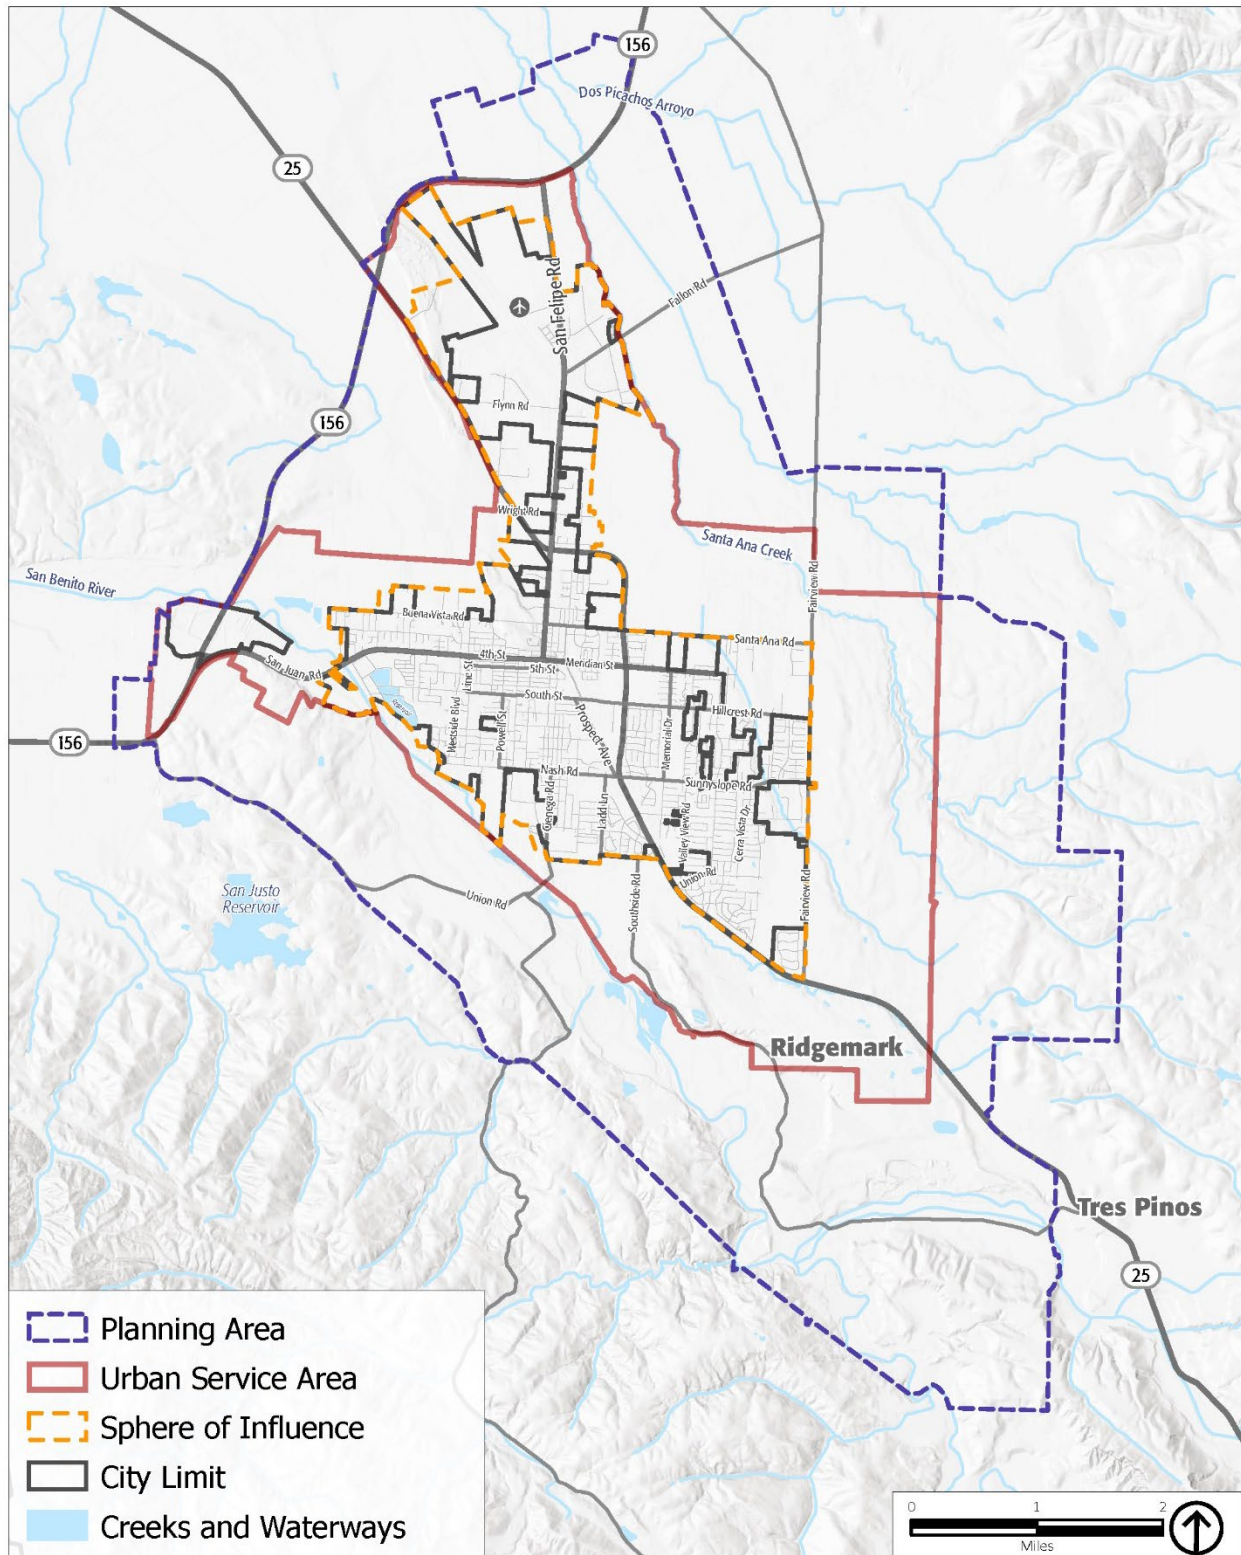 156
Dos Picachos Arroyo
25
San Felipe Rd
Fallon Rd
156
Flynn Rd
Wright Rd
Santa Ana Creek
San Benito River
Fairview Rd
Buena Vista Rd
Santa Ana Rd
San Juan Rd
4th St
Meridian St
5th St
Line St
South St
Hillcrest Rd
Westside Blvd
Powell St
Prospect Ave
Memorial Dr
Reservoir
156
Nash Rd
Sunnyslope Rd
Cienega Rd
Ladd Ln
Valley View Rd
Cerra Vista Dr
Union Rd
Fairview Rd
San Justo
Reservoir
Union Rd
Southside Rd
Ridgemark
Tres Pinos
25
Planning Area
Urban Service Area
Sphere of Influence
City Limit
Creeks and Waterways
0 1 2
Miles